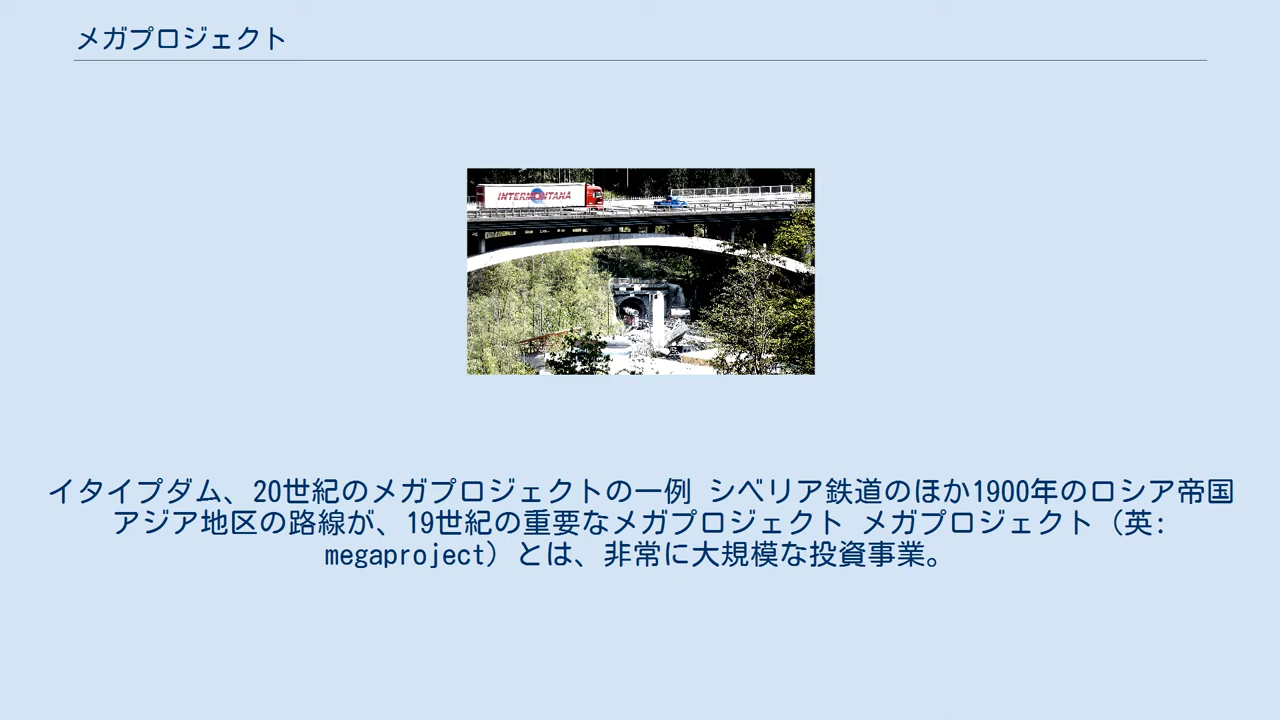 メガプロジェクト
INTERMONTANA
イタイプダム、20世紀のメガプロジェクトの一例 シベリア鉄道のほか1900年のロシア帝国
アジア地区の路線が、19世紀の重要なメガプロジェクト メガプロジェクト（英:
megaproject）とは、非常に大規模な投資事業。